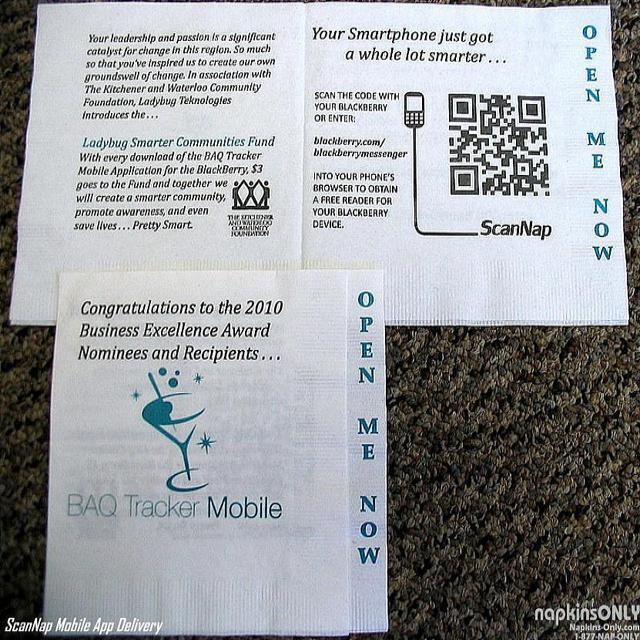 Your leadership and passion is a significant
catalyst for change in this region. So much
so that you've inspired us to create our own
groundswell of change. In association with
The Kitchener and Waterloo Community
Foundation, Ladybug Teknologies
introduces the...
Ladybug Smarter Communities Fund
With every download of the BAQ Tracker
Mobile Application for the BlackBerry, $3
goes to the Fund and together we
will create a smarter community,
promote awareness, and even
save lives... Pretty Smart.
THE KITCHENER
AND WATERLOO
COMMUNITY
FOUNDATION
Your Smartphone just got
a whole lot smarter...
SCAN THE CODE WITH
YOUR BLACKBERRY
OR ENTER:
blackberry.com/
blackberrymessenger
INTO YOUR PHONE'S
BROWSER TO OBTAIN
A FREE READER FOR
YOUR BLACKBERRY
DEVICE.
ScanNap
OPEN ME NOW
Congratulations to the 2010
Business Excellence Award
Nominees and Recipients...
BAQ Tracker Mobile
OPEN ME NOW
ScanNap Mobile App Delivery
napkinsONLY
Napkins-Only.com
1-877-NAP-SOLY